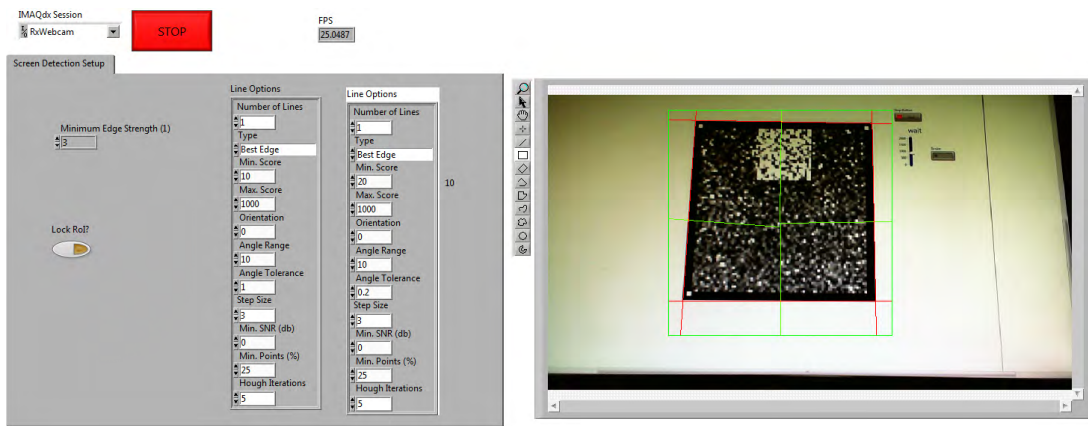 IMAQdx Session
RxWebcam
STOP
FPS
25.0487
Screen Detection Setup
Minimum Edge Strength (1)
3
Lock RoI?
Line Options
Number of Lines
1
Type
Best Edge
Min. Score
10
Max. Score
1000
Orientation
0
Angle Range
10
Angle Tolerance
1
Step Size
3
Min. SNR (db)
0
Min. Points (%)
25
Hough Iterations
5
Line Options
Number of Lines
1
Type
Best Edge
Min. Score
20
Max. Score
1000
Orientation
0
Angle Range
10
Angle Tolerance
0.2
Step Size
3
Min. SNR (db)
0
Min. Points (%)
25
Hough Iterations
5
10
wait